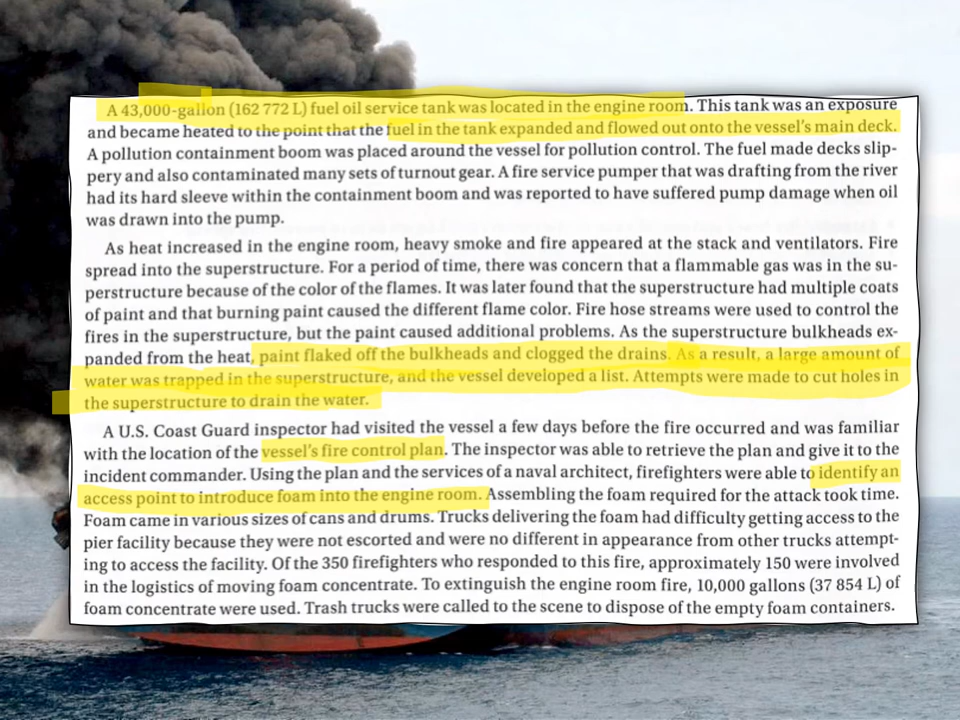 A 43,000-gallon (162 772 L) fuel oil service tank was located in the engine room. This tank was an exposure
and became heated to the point that the fuel in the tank expanded and flowed out onto the vessel's main deck.
A pollution containment boom was placed around the vessel for pollution control. The fuel made decks slip-
pery and also contaminated many sets of turnout gear. A fire service pumper that was drafting from the river
had its hard sleeve within the containment boom and was reported to have suffered pump damage when oil
was drawn into the pump.
As heat increased in the engine room, heavy smoke and fire appeared at the stack and ventilators. Fire
spread into the superstructure. For a period of time, there was concern that a flammable gas was in the su-
perstructure because of the color of the flames. It was later found that the superstructure had multiple coats
of paint and that burning paint caused the different flame color. Fire hose streams were used to control the
fires in the superstructure, but the paint caused additional problems. As the superstructure bulkheads ex-
panded from the heat, paint flaked off the bulkheads and clogged the drains. As a result, a large amount of
water was trapped in the superstructure, and the vessel developed a list. Attempts were made to cut holes in
the superstructure to drain the water.
A U.S. Coast Guard inspector had visited the vessel a few days before the fire occurred and was familiar
with the location of the vessel's fire control plan. The inspector was able to retrieve the plan and give it to the
incident commander. Using the plan and the services of a naval architect, firefighters were able to identify an
access point to introduce foam into the engine room. Assembling the foam required for the attack took time.
Foam came in various sizes of cans and drums. Trucks delivering the foam had difficulty getting access to the
pier facility because they were not escorted and were no different in appearance from other trucks attempt-
ing to access the facility. Of the 350 firefighters who responded to this fire, approximately 150 were involved
in the logistics of moving foam concentrate. To extinguish the engine room fire, 10,000 gallons (37 854 L) of
foam concentrate were used. Trash trucks were called to the scene to dispose of the empty foam containers.